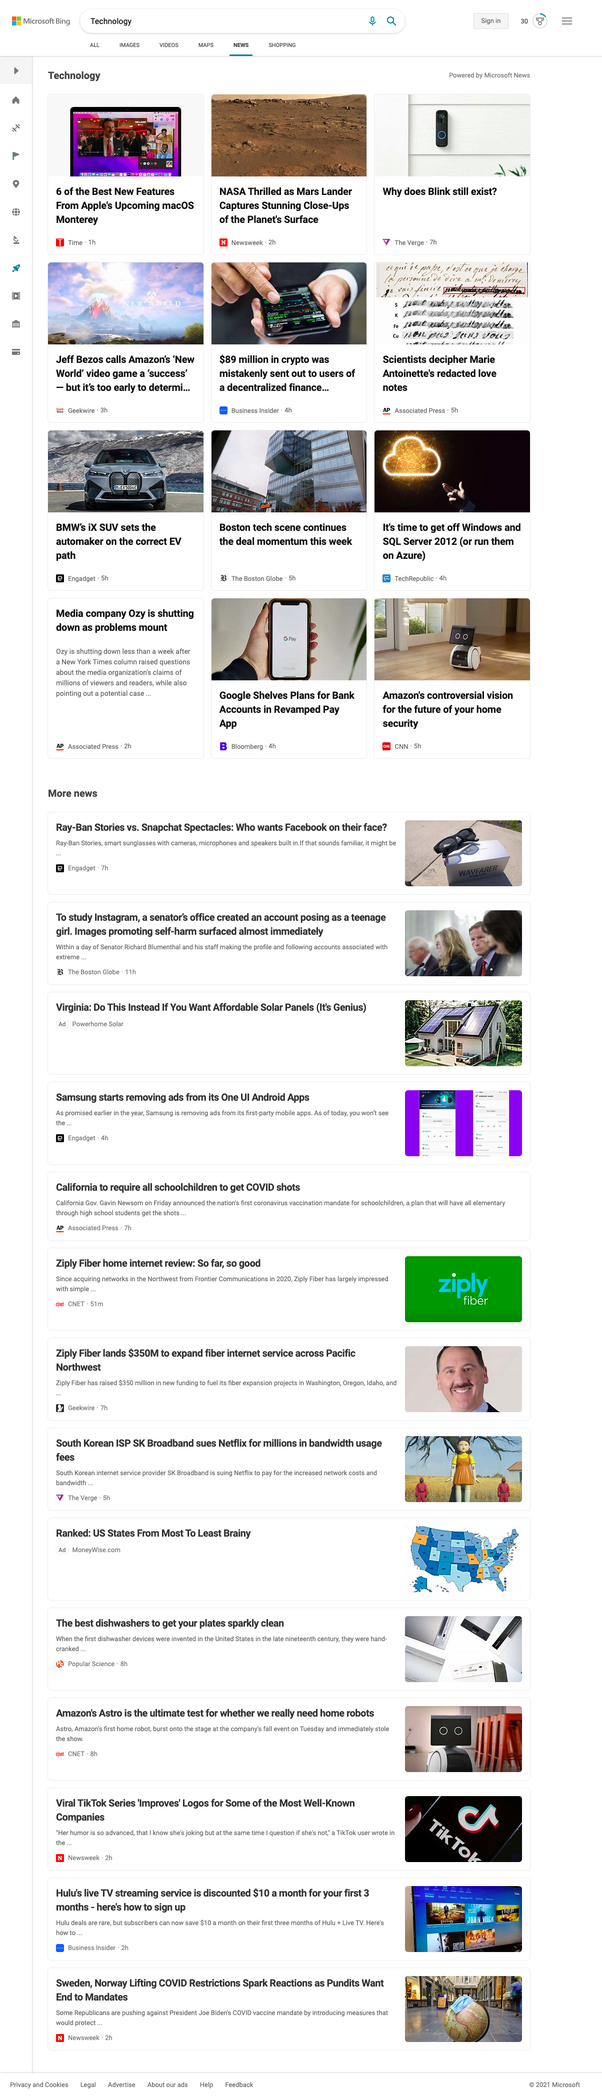 Microsoft Bing
Technology
Sign in
30
ALL IMAGES VIDEOS MAPS NEWS SHOPPING
Technology
Powered by Microsoft News
6 of the Best New Features
From Apple's Upcoming macOS
Monterey
Time · 1h
NASA Thrilled as Mars Lander
Captures Stunning Close-Ups
of the Planet's Surface
Newsweek · 2h
Why does Blink still exist?
The Verge · 7h
Jeff Bezos calls Amazon's 'New
World' video game a 'success'
— but it's too early to determi...
Geekwire · 3h
$89 million in crypto was
mistakenly sent out to users of
a decentralized finance...
Business Insider · 4h
S
K
Fe
Cu
Scientists decipher Marie
Antoinette's redacted love
notes
AP Associated Press · 5h
BMW's iX SUV sets the
automaker on the correct EV
path
Engadget · 5h
Boston tech scene continues
the deal momentum this week
The Boston Globe · 5h
It's time to get off Windows and
SQL Server 2012 (or run them
on Azure)
TechRepublic · 4h
Media company Ozy is shutting
down as problems mount
Ozy is shutting down less than a week after
a New York Times column raised questions
about the media organization's claims of
millions of viewers and readers, while also
pointing out a potential case ...
AP Associated Press · 2h
G Pay
Google Shelves Plans for Bank
Accounts in Revamped Pay
App
Bloomberg · 4h
Amazon's controversial vision
for the future of your home
security
CNN · 5h
More news
Ray-Ban Stories vs. Snapchat Spectacles: Who wants Facebook on their face?
Ray-Ban Stories, smart sunglasses with cameras, microphones and speakers built in.If that sounds familiar, it might be
...
Engadget · 7h
WAYFARER
To study Instagram, a senator's office created an account posing as a teenage
girl. Images promoting self-harm surfaced almost immediately
Within a day of Senator Richard Blumenthal and his staff making the profile and following accounts associated with
extreme ...
The Boston Globe · 11h
Virginia: Do This Instead If You Want Affordable Solar Panels (It's Genius)
Ad Powerhome Solar
Samsung starts removing ads from its One UI Android Apps
As promised earlier in the year, Samsung is removing ads from its first-party mobile apps. As of today, you won't see
the ...
Engadget · 4h
California to require all schoolchildren to get COVID shots
California Gov. Gavin Newsom on Friday announced the nation's first coronavirus vaccination mandate for schoolchildren, a plan that will have all elementary
through high school students get the shots ...
AP Associated Press · 7h
Ziply Fiber home internet review: So far, so good
Since acquiring networks in the Northwest from Frontier Communications in 2020, Ziply Fiber has largely impressed
with simple ...
CNET · 51m
ziply
fiber
Ziply Fiber lands $350M to expand fiber internet service across Pacific
Northwest
Ziply Fiber has raised $350 million in new funding to fuel its fiber expansion projects in Washington, Oregon, Idaho, and
...
Geekwire · 7h
South Korean ISP SK Broadband sues Netflix for millions in bandwidth usage
fees
South Korean internet service provider SK Broadband is suing Netflix to pay for the increased network costs and
bandwidth ...
The Verge · 5h
Ranked: US States From Most To Least Brainy
Ad MoneyWise.com
The best dishwashers to get your plates sparkly clean
When the first dishwasher devices were invented in the United States in the late nineteenth century, they were hand-
cranked ...
Popular Science · 8h
Amazon's Astro is the ultimate test for whether we really need home robots
Astro, Amazon's first home robot, burst onto the stage at the company's fall event on Tuesday and immediately stole
the show.
CNET · 8h
Viral TikTok Series 'Improves' Logos for Some of the Most Well-Known
Companies
"Her humor is so advanced, that I know she's joking but at the same time I question if she's not," a TikTok user wrote in
the ...
Newsweek · 2h
TikTok
Hulu's live TV streaming service is discounted $10 a month for your first 3
months - here's how to sign up
Hulu deals are rare, but subscribers can now save $10 a month on their first three months of Hulu + Live TV. Here's
how to ...
Business Insider · 2h
Sweden, Norway Lifting COVID Restrictions Spark Reactions as Pundits Want
End to Mandates
Some Republicans are pushing against President Joe Biden's COVID vaccine mandate by introducing measures that
would protect ...
Newsweek · 2h
Privacy and Cookies Legal Advertise About our ads Help Feedback
© 2021 Microsoft